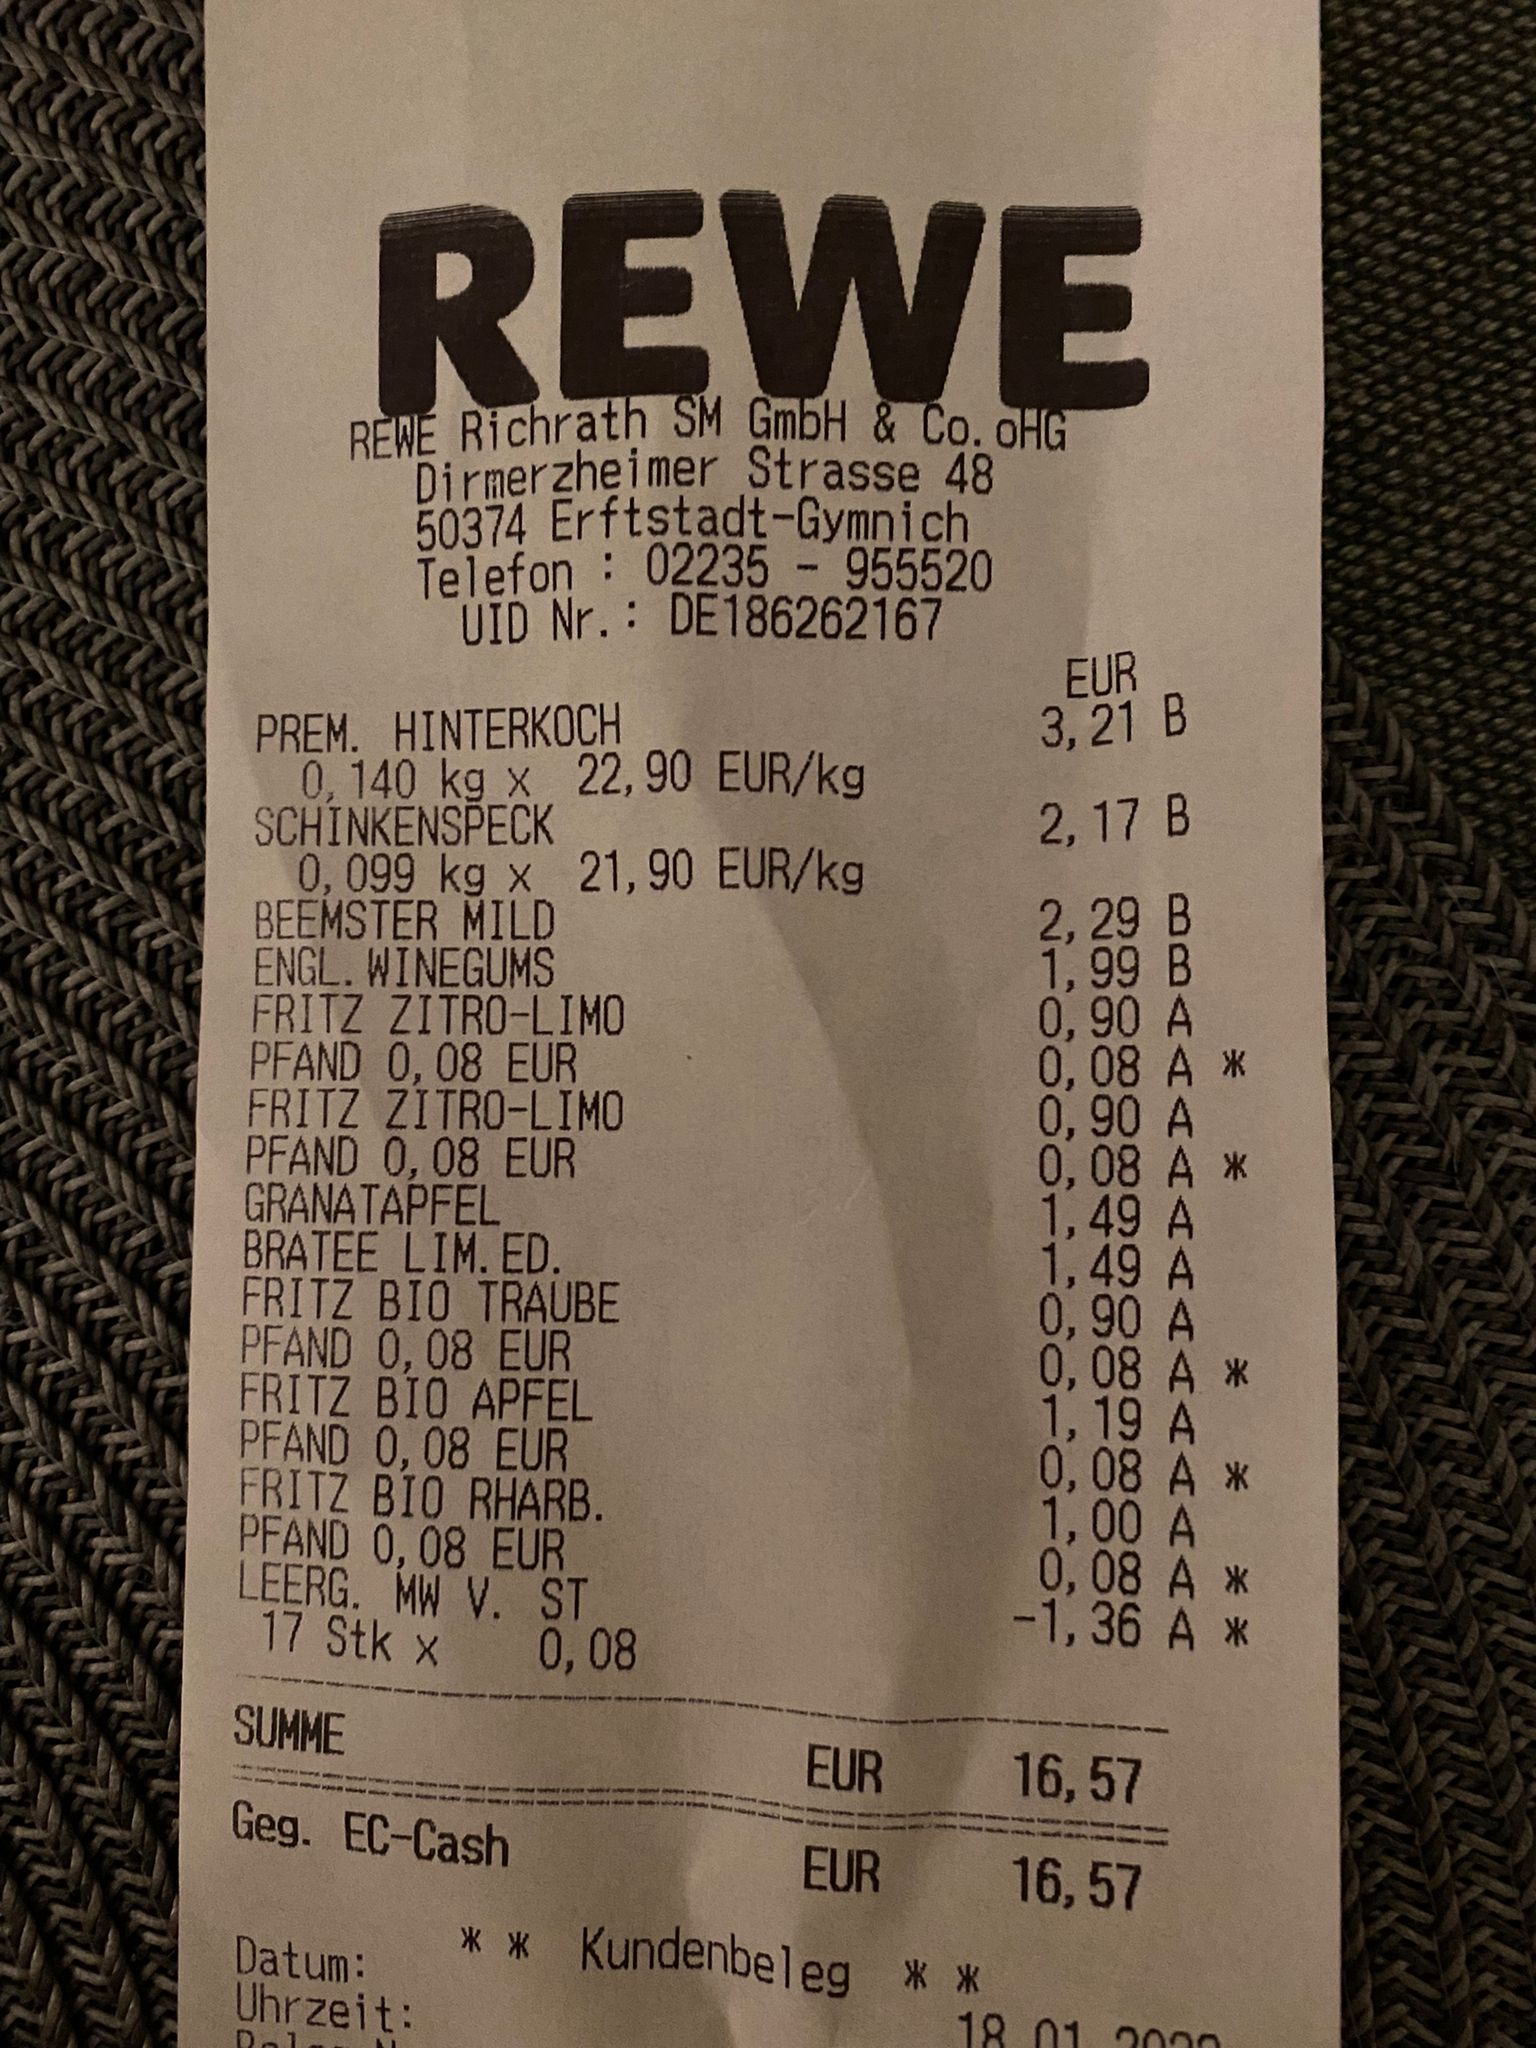 REWE
REWE Richrath SM GmbH & Co. oHG
Dirmerzheimer Strasse 48
50374 Erftstadt-Gymnich
Telefon : 02235 - 955520
UID Nr.: DE186262167
EUR
PREM. HINTERKOCH 3,21 B
0,140 kg x 22,90 EUR/kg
SCHINKENSPECK 2,17 B
0,099 kg x 21,90 EUR/kg
BEEMSTER MILD 2,29 B
ENGL. WINEGUMS 1,99 B
FRITZ ZITRO-LIMO 0,90 A
PFAND 0,08 EUR 0,08 A *
FRITZ ZITRO-LIMO 0,90 A
PFAND 0,08 EUR 0,08 A *
GRANATAPFEL 1,49 A
BRATEE LIM.ED. 1,49 A
FRITZ BIO TRAUBE 0,90 A
PFAND 0,08 EUR 0,08 A *
FRITZ BIO APFEL 1,19 A
PFAND 0,08 EUR 0,08 A *
FRITZ BIO RHARB. 1,00 A
PFAND 0,08 EUR 0,08 A *
LEERG. MW V. ST -1,36 A *
17 Stk x 0,08
SUMME EUR 16,57
Geg. EC-Cash EUR 16,57
* * Kundenbeleg * *
Datum: 18.01.
Uhrzeit: